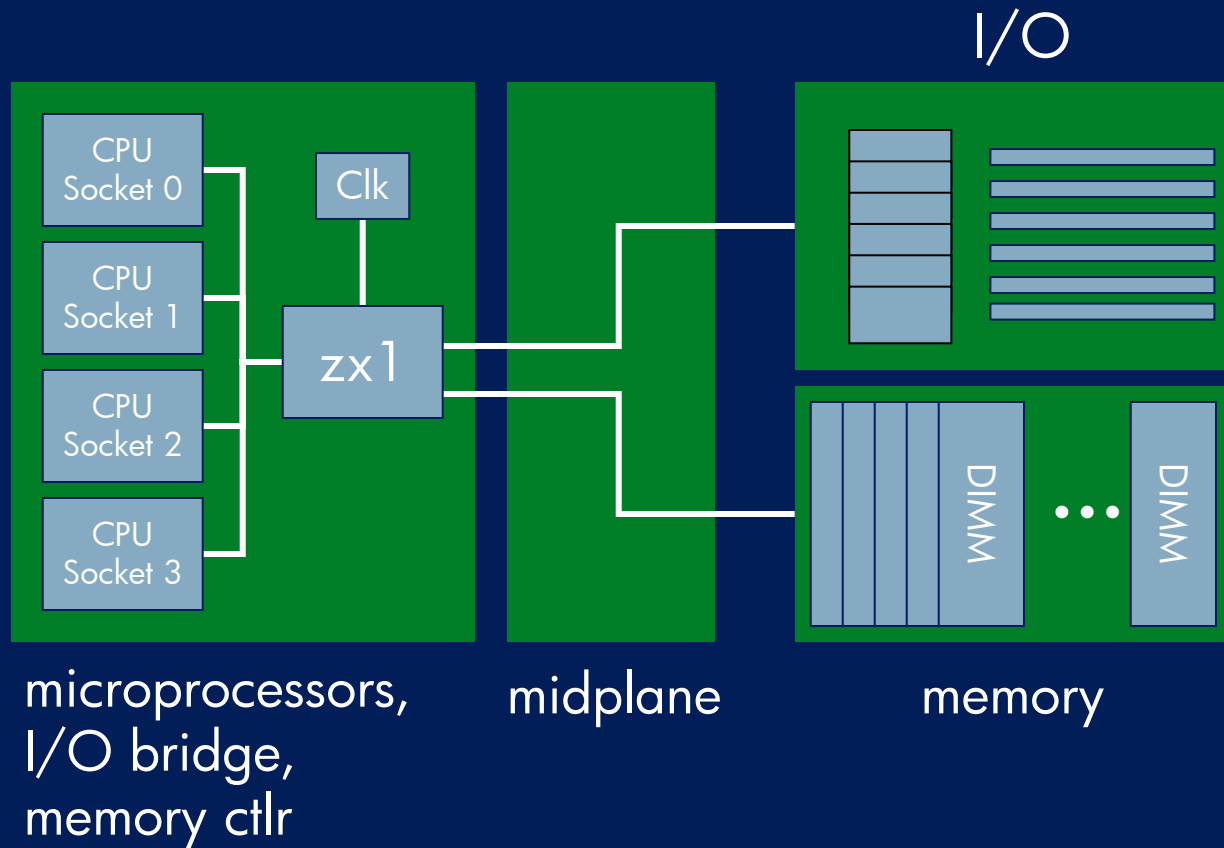 I/O
CPU
Socket 0
Clk
CPU
Socket 1
zx1
CPU
Socket 2
CPU
Socket 3
DIMM
DIMM
microprocessors,
I/O bridge,
memory ctlr
midplane
memory